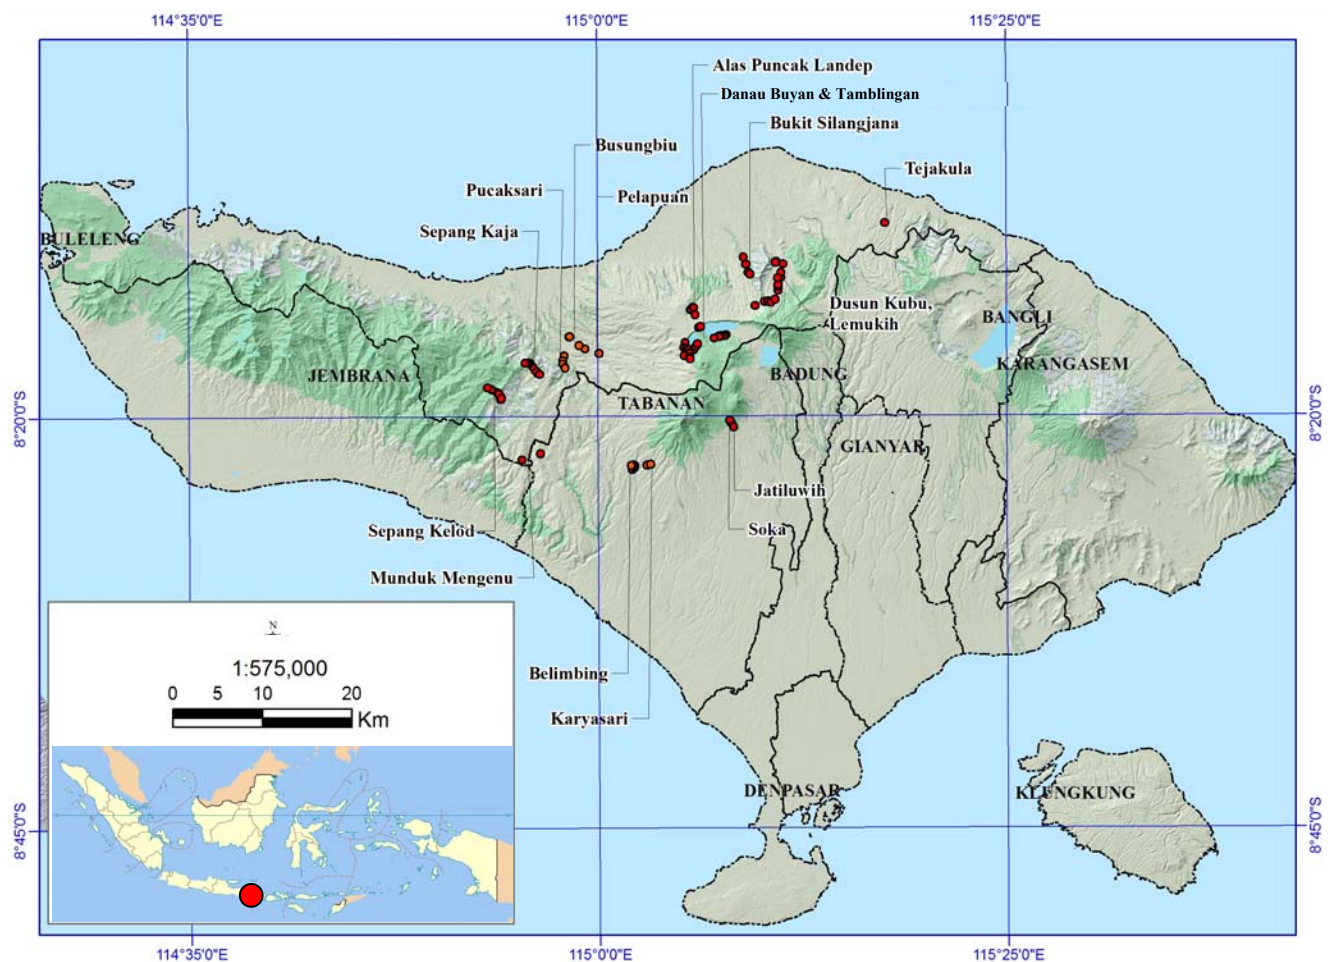 114°35'0"E
115°0'0"E
115°25'0"E
Alas Puncak Landep
Danau Buyan & Tamblingan
Bukit Silangjana
Busungbiu
Tejakula
Pucaksari
Pelapuan
Sepang Kaja
BULELENG
Dusun Kubu,
Lemukih
BANGLI
KARANGASEM
JEMBRANA
BADUNG
TABANAN
8°20'0"S
8°20'0"S
GIANYAR
Jatiluwih
Sepang Kelod
Soka
Munduk Mengenu
N
1:575,000
Belimbing
0 5 10 20
Km
Karyasari
DENPASAR
KLUNGKUNG
8°45'0"S
8°45'0"S
114°35'0"E
115°0'0"E
115°25'0"E